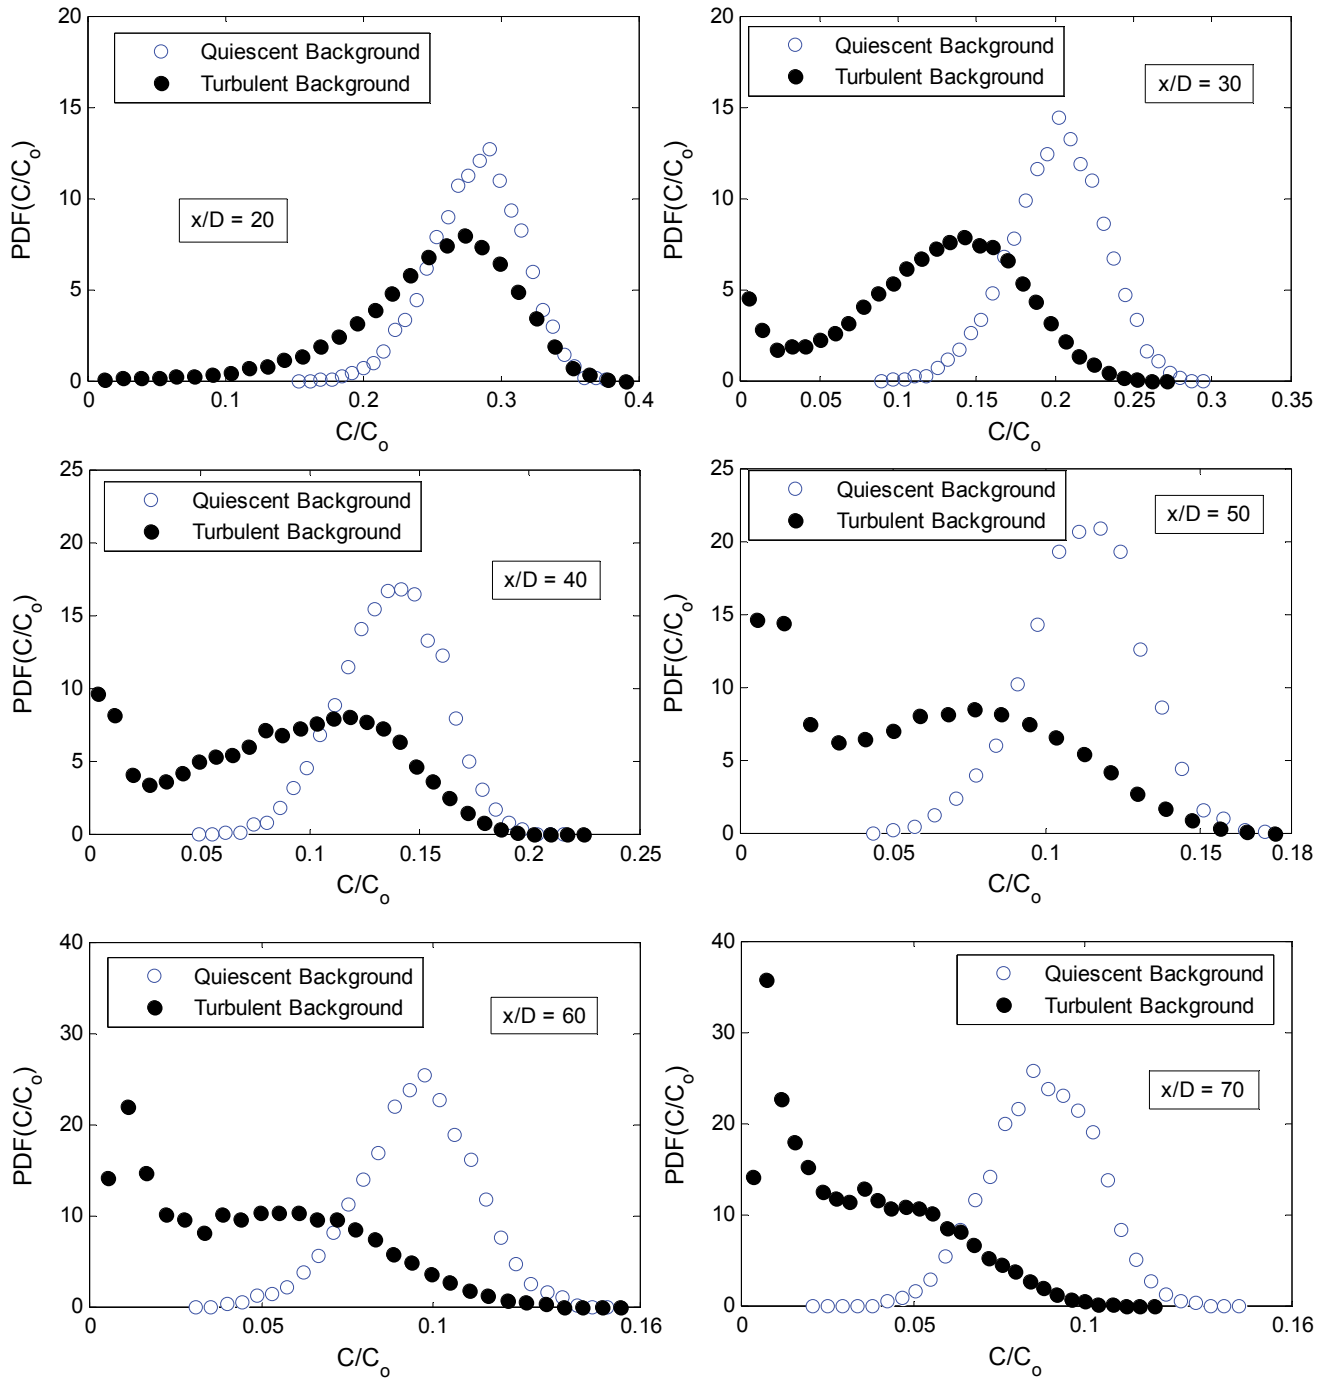 20
15
10
5
0
PDF(C/Co)
Quiescent Background
Turbulent Background
x/D = 20
0 0.1 0.2 0.3 0.4
C/Co
20
15
10
5
0
PDF(C/Co)
Quiescent Background
Turbulent Background
x/D = 30
0 0.05 0.1 0.15 0.2 0.25 0.3 0.35
C/Co
25
20
15
10
5
0
PDF(C/Co)
Quiescent Background
Turbulent Background
x/D = 40
0 0.05 0.1 0.15 0.2 0.25
C/Co
25
20
15
10
5
0
PDF(C/Co)
Quiescent Background
Turbulent Background
x/D = 50
0 0.05 0.1 0.15 0.18
C/Co
40
30
20
10
0
PDF(C/Co)
Quiescent Background
Turbulent Background
x/D = 60
0 0.05 0.1 0.16
C/Co
40
30
20
10
0
PDF(C/Co)
Quiescent Background
Turbulent Background
x/D = 70
0 0.05 0.1 0.16
C/Co